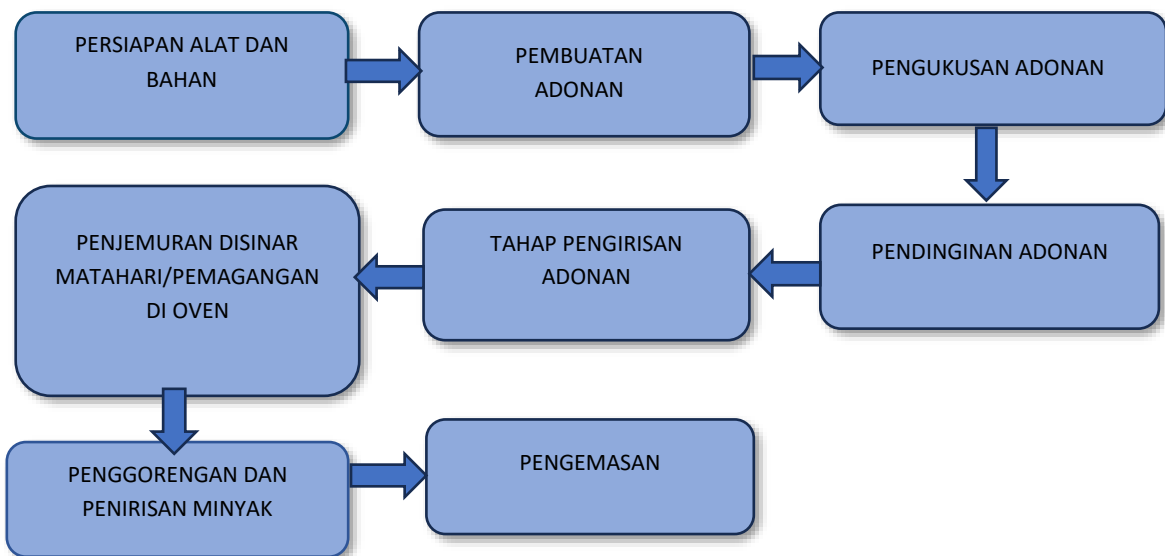 PERSIAPAN ALAT DAN
BAHAN
PEMBUATAN
ADONAN
PENGUKUSAN ADONAN
PENDINGINAN ADONAN
TAHAP PENGIRISAN
ADONAN
PENJEMURAN DISINAR
MATAHARI/PEMAGANGAN
DI OVEN
PENGGORENGAN DAN
PENIRISAN MINYAK
PENGEMASAN